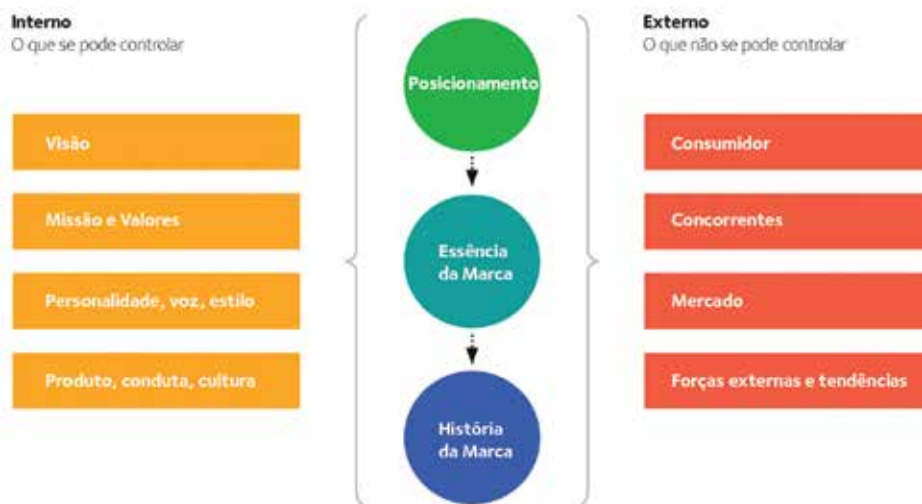 Interno
O que se pode controlar
Visão
Missão e Valores
Personalidade, voz, estilo
Produto, conduta, cultura
Posicionamento
Essência
da Marca
História
da Marca
Externo
O que não se pode controlar
Consumidor
Concorrentes
Mercado
Forças externas e tendências